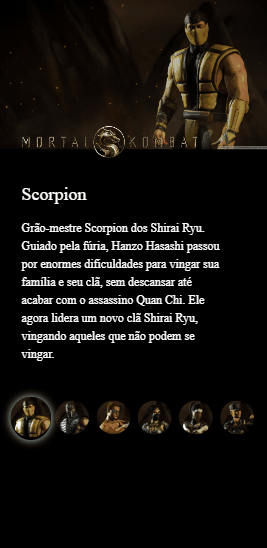 MORTAL KOMBAT
Scorpion
Grão-mestre Scorpion dos Shirai Ryu.
Guiado pela fúria, Hanzo Hasashi passou
por enormes dificuldades para vingar sua
família e seu clã, sem descansar até
acabar com o assassino Quan Chi. Ele
agora lidera um novo clã Shirai Ryu,
vingando aqueles que não podem se
vingar.